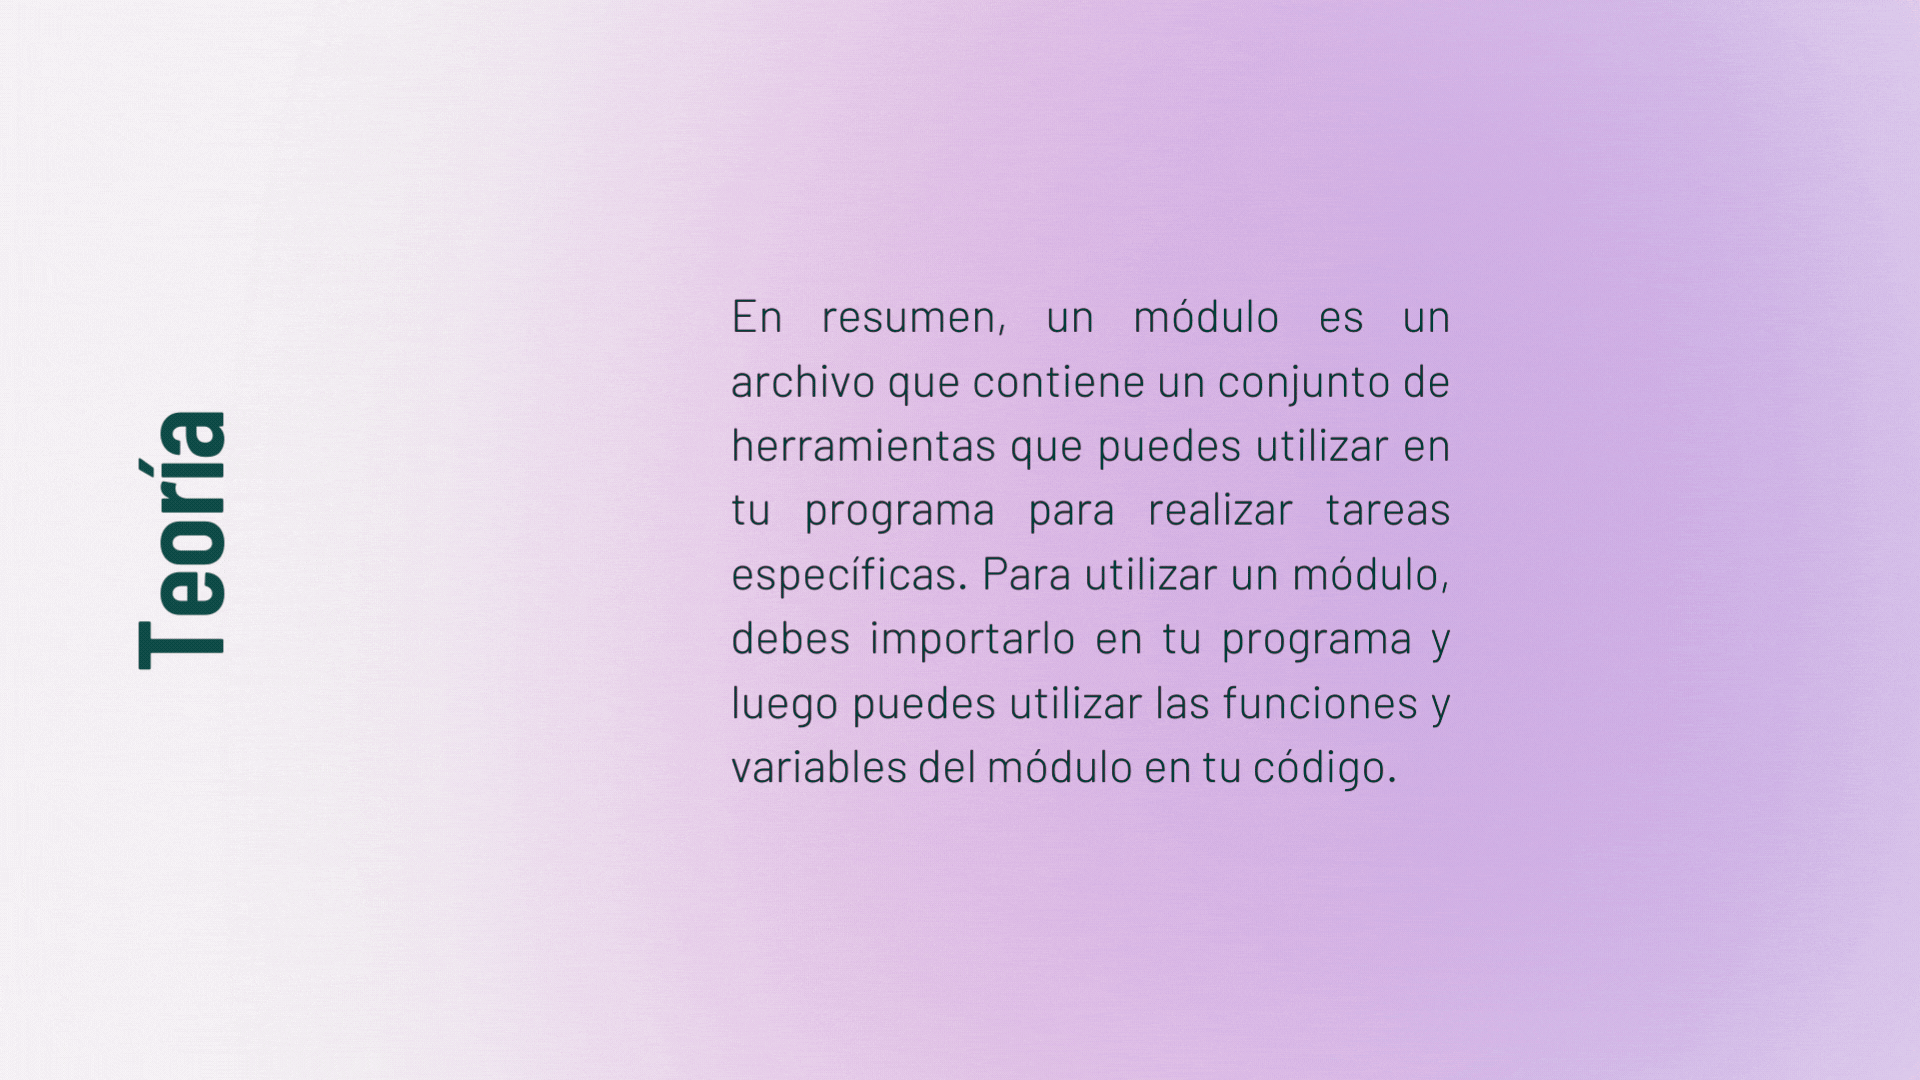 Teoría
En resumen, un módulo es un
archivo que contiene un conjunto de
herramientas que puedes utilizar en
tu programa para realizar tareas
específicas. Para utilizar un módulo,
debes importarlo en tu programa y
luego puedes utilizar las funciones y
variables del módulo en tu código.